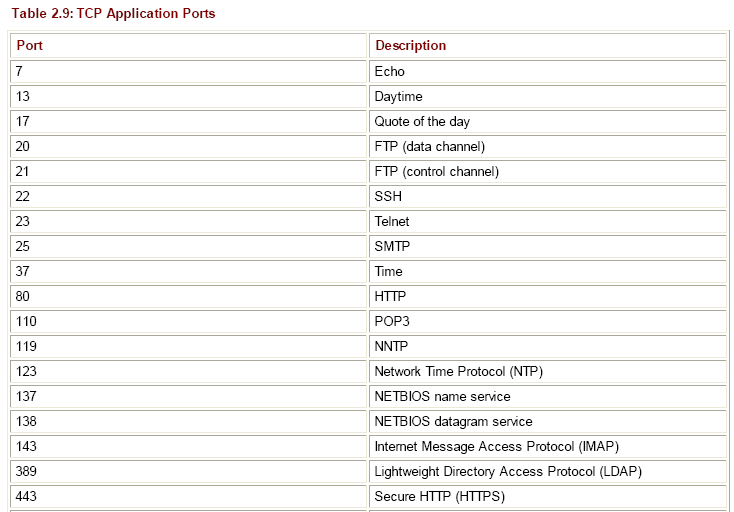 Table 2.9: TCP Application Ports
Port Description
7 Echo
13 Daytime
17 Quote of the day
20 FTP (data channel)
21 FTP (control channel)
22 SSH
23 Telnet
25 SMTP
37 Time
80 HTTP
110 POP3
119 NNTP
123 Network Time Protocol (NTP)
137 NETBIOS name service
138 NETBIOS datagram service
143 Internet Message Access Protocol (IMAP)
389 Lightweight Directory Access Protocol (LDAP)
443 Secure HTTP (HTTPS)